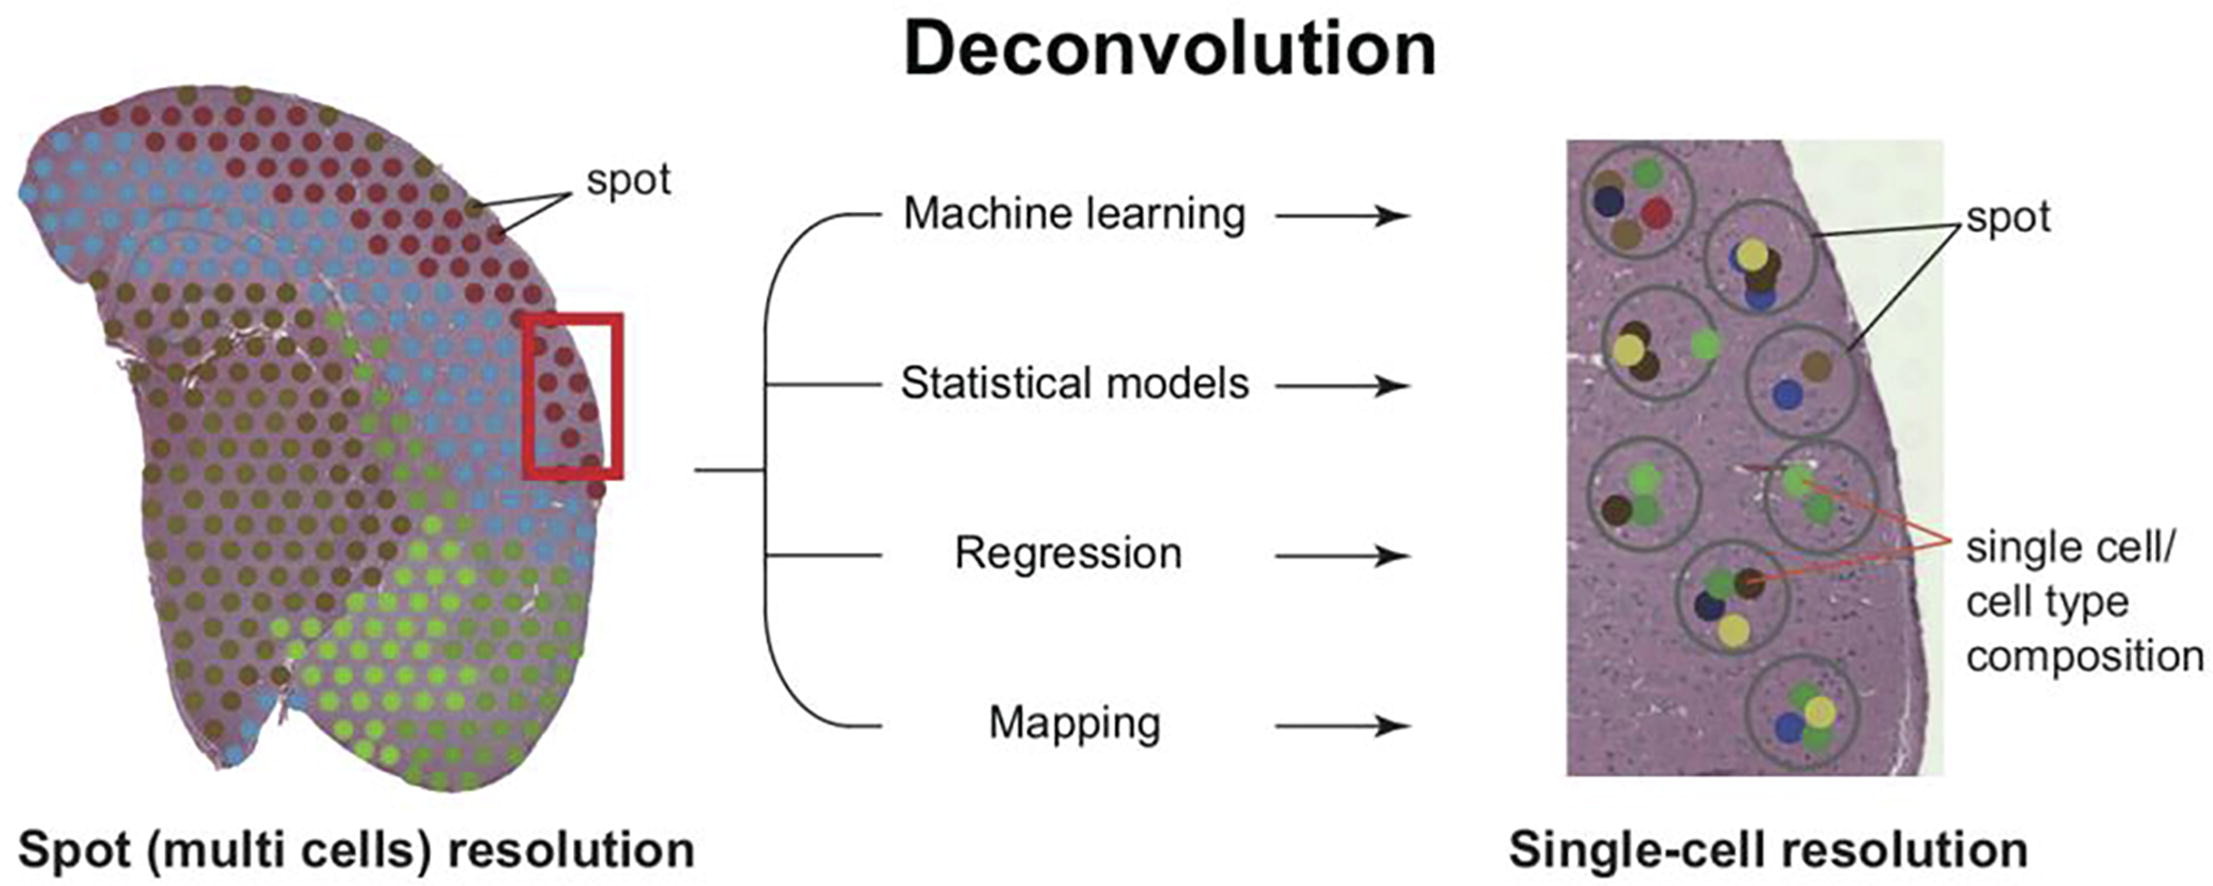 Deconvolution
spot
Machine learning
Statistical models
Regression
Mapping
spot
single cell/
cell type
composition
Spot (multi cells) resolution
Single-cell resolution